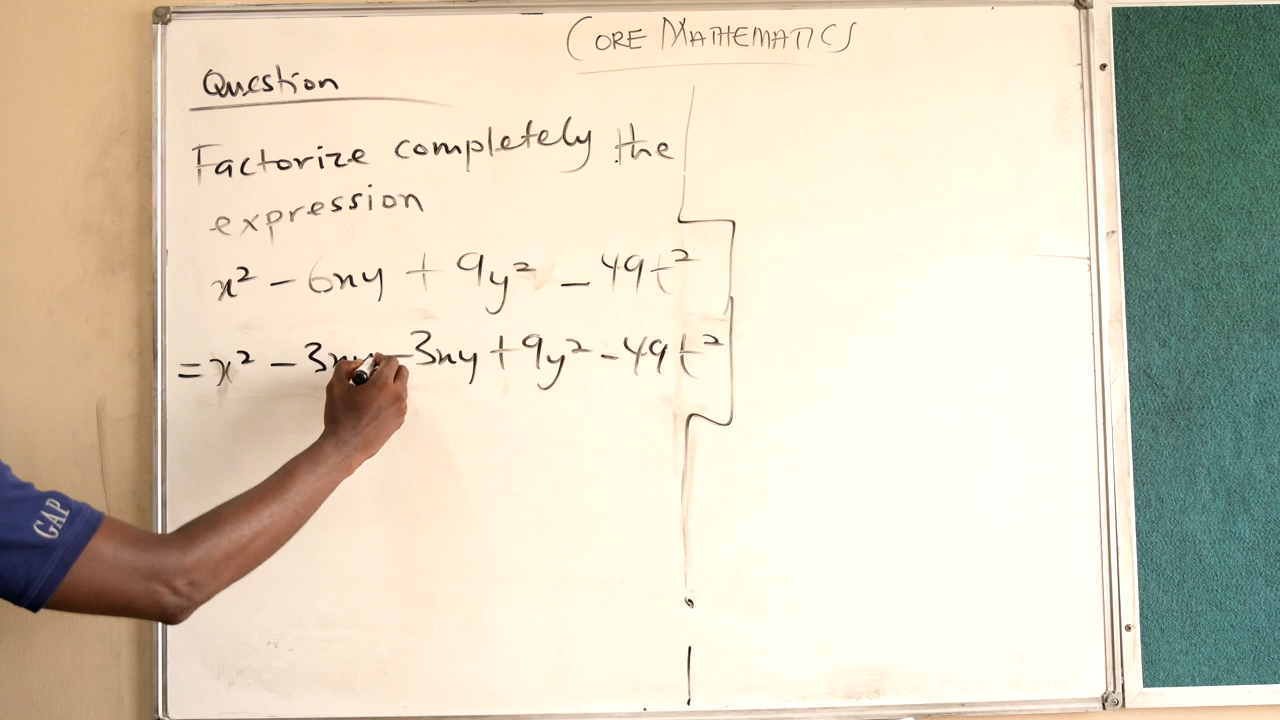 CORE MATHEMATICS
Question
Factorize completely the
expression
x² - 6xy + 9y² - 49t²
= x² - 3xy - 3xy + 9y² - 49t²
GAP